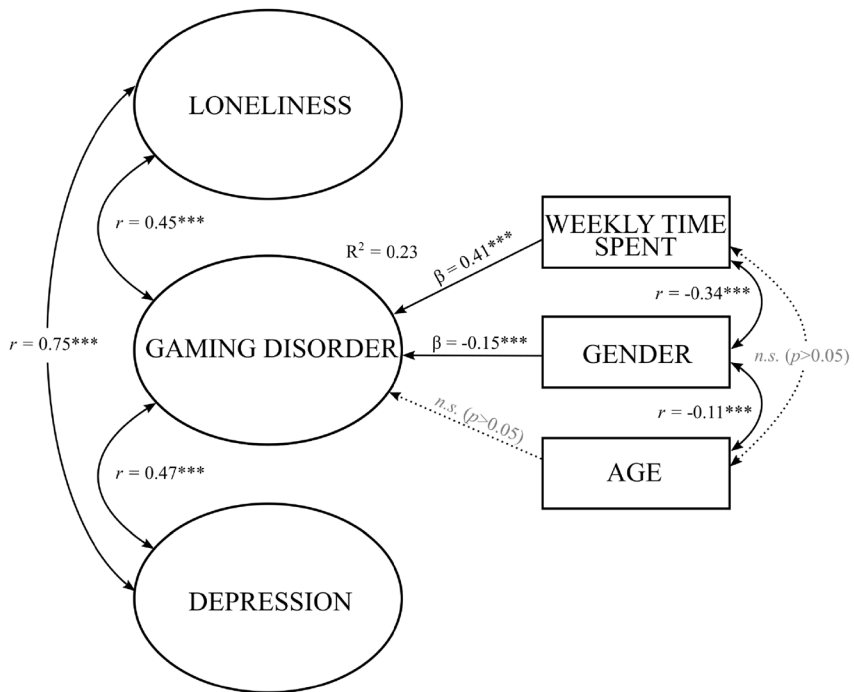 LONELINESS
r = 0.45***
R² = 0.23
β = 0.41***
WEEKLY TIME
SPENT
r = -0.34***
r = 0.75***
GAMING DISORDER
β = -0.15***
GENDER
n.s. (p>0.05)
n.s. (p>0.05)
r = -0.11***
r = 0.47***
AGE
DEPRESSION